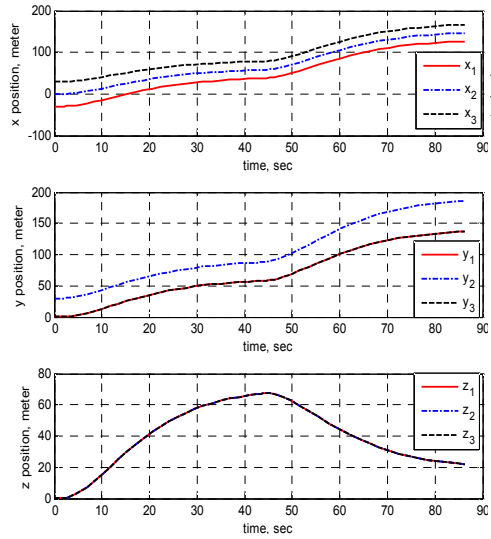 200
100
0
-100
x position, meter
0 10 20 30 40 50 60 70 80 90
time, sec
x1
x2
x3
200
150
100
50
0
y position, meter
0 10 20 30 40 50 60 70 80 90
time, sec
y1
y2
y3
80
60
40
20
0
z position, meter
0 10 20 30 40 50 60 70 80 90
time, sec
z1
z2
z3